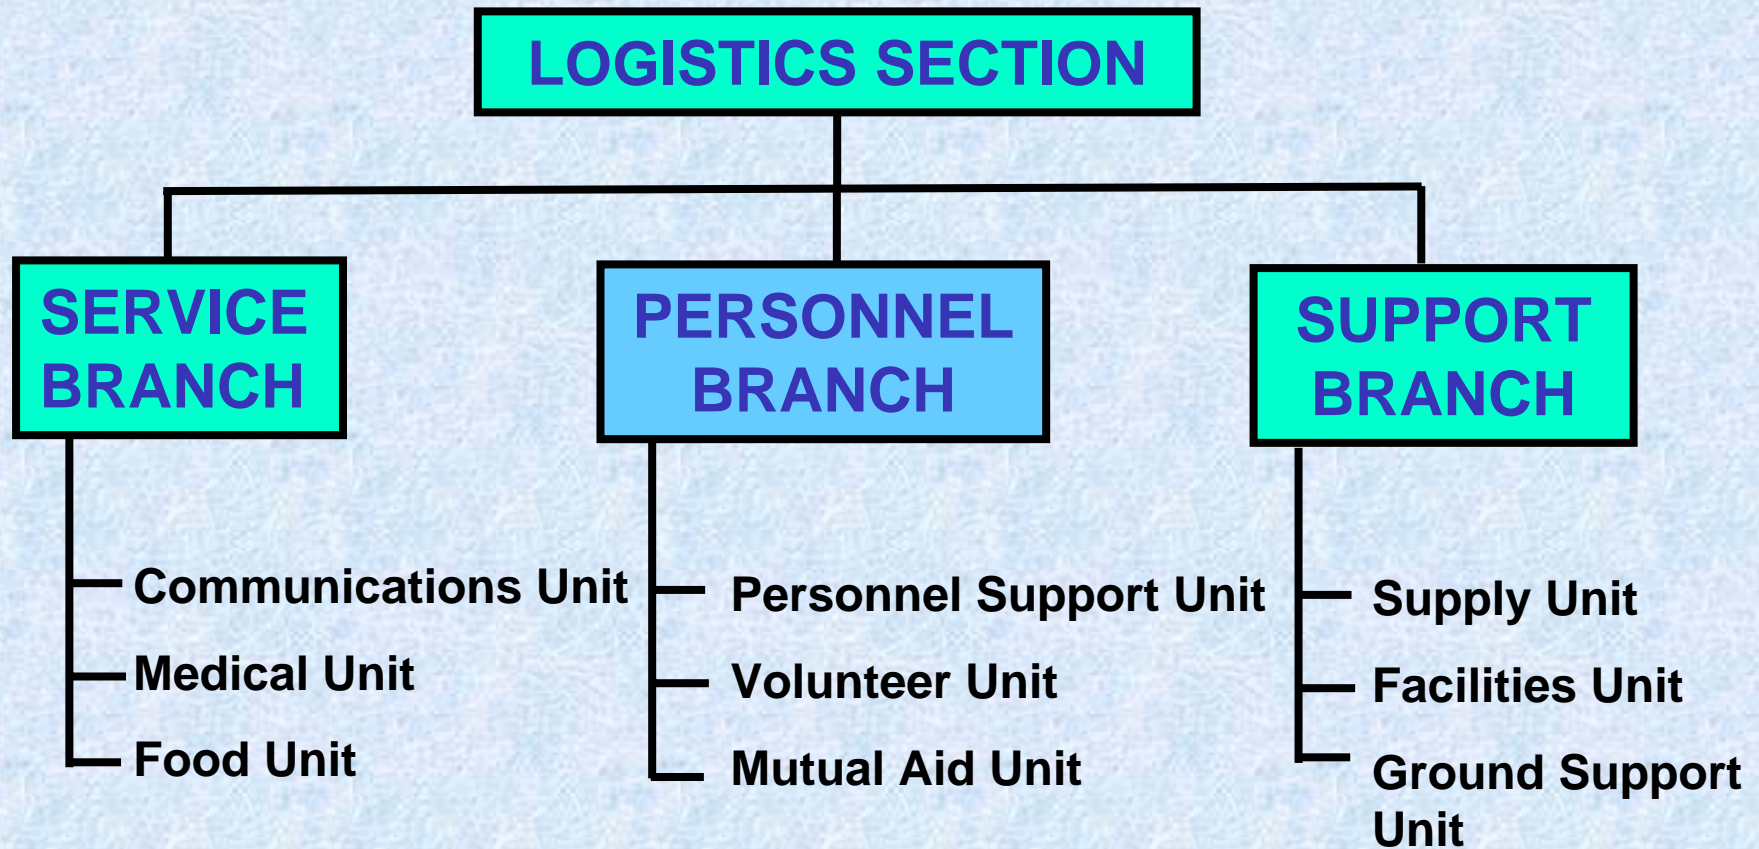 LOGISTICS SECTION
SERVICE
BRANCH
Communications Unit
Medical Unit
Food Unit
PERSONNEL
BRANCH
Personnel Support Unit
Volunteer Unit
Mutual Aid Unit
SUPPORT
BRANCH
Supply Unit
Facilities Unit
Ground Support
Unit